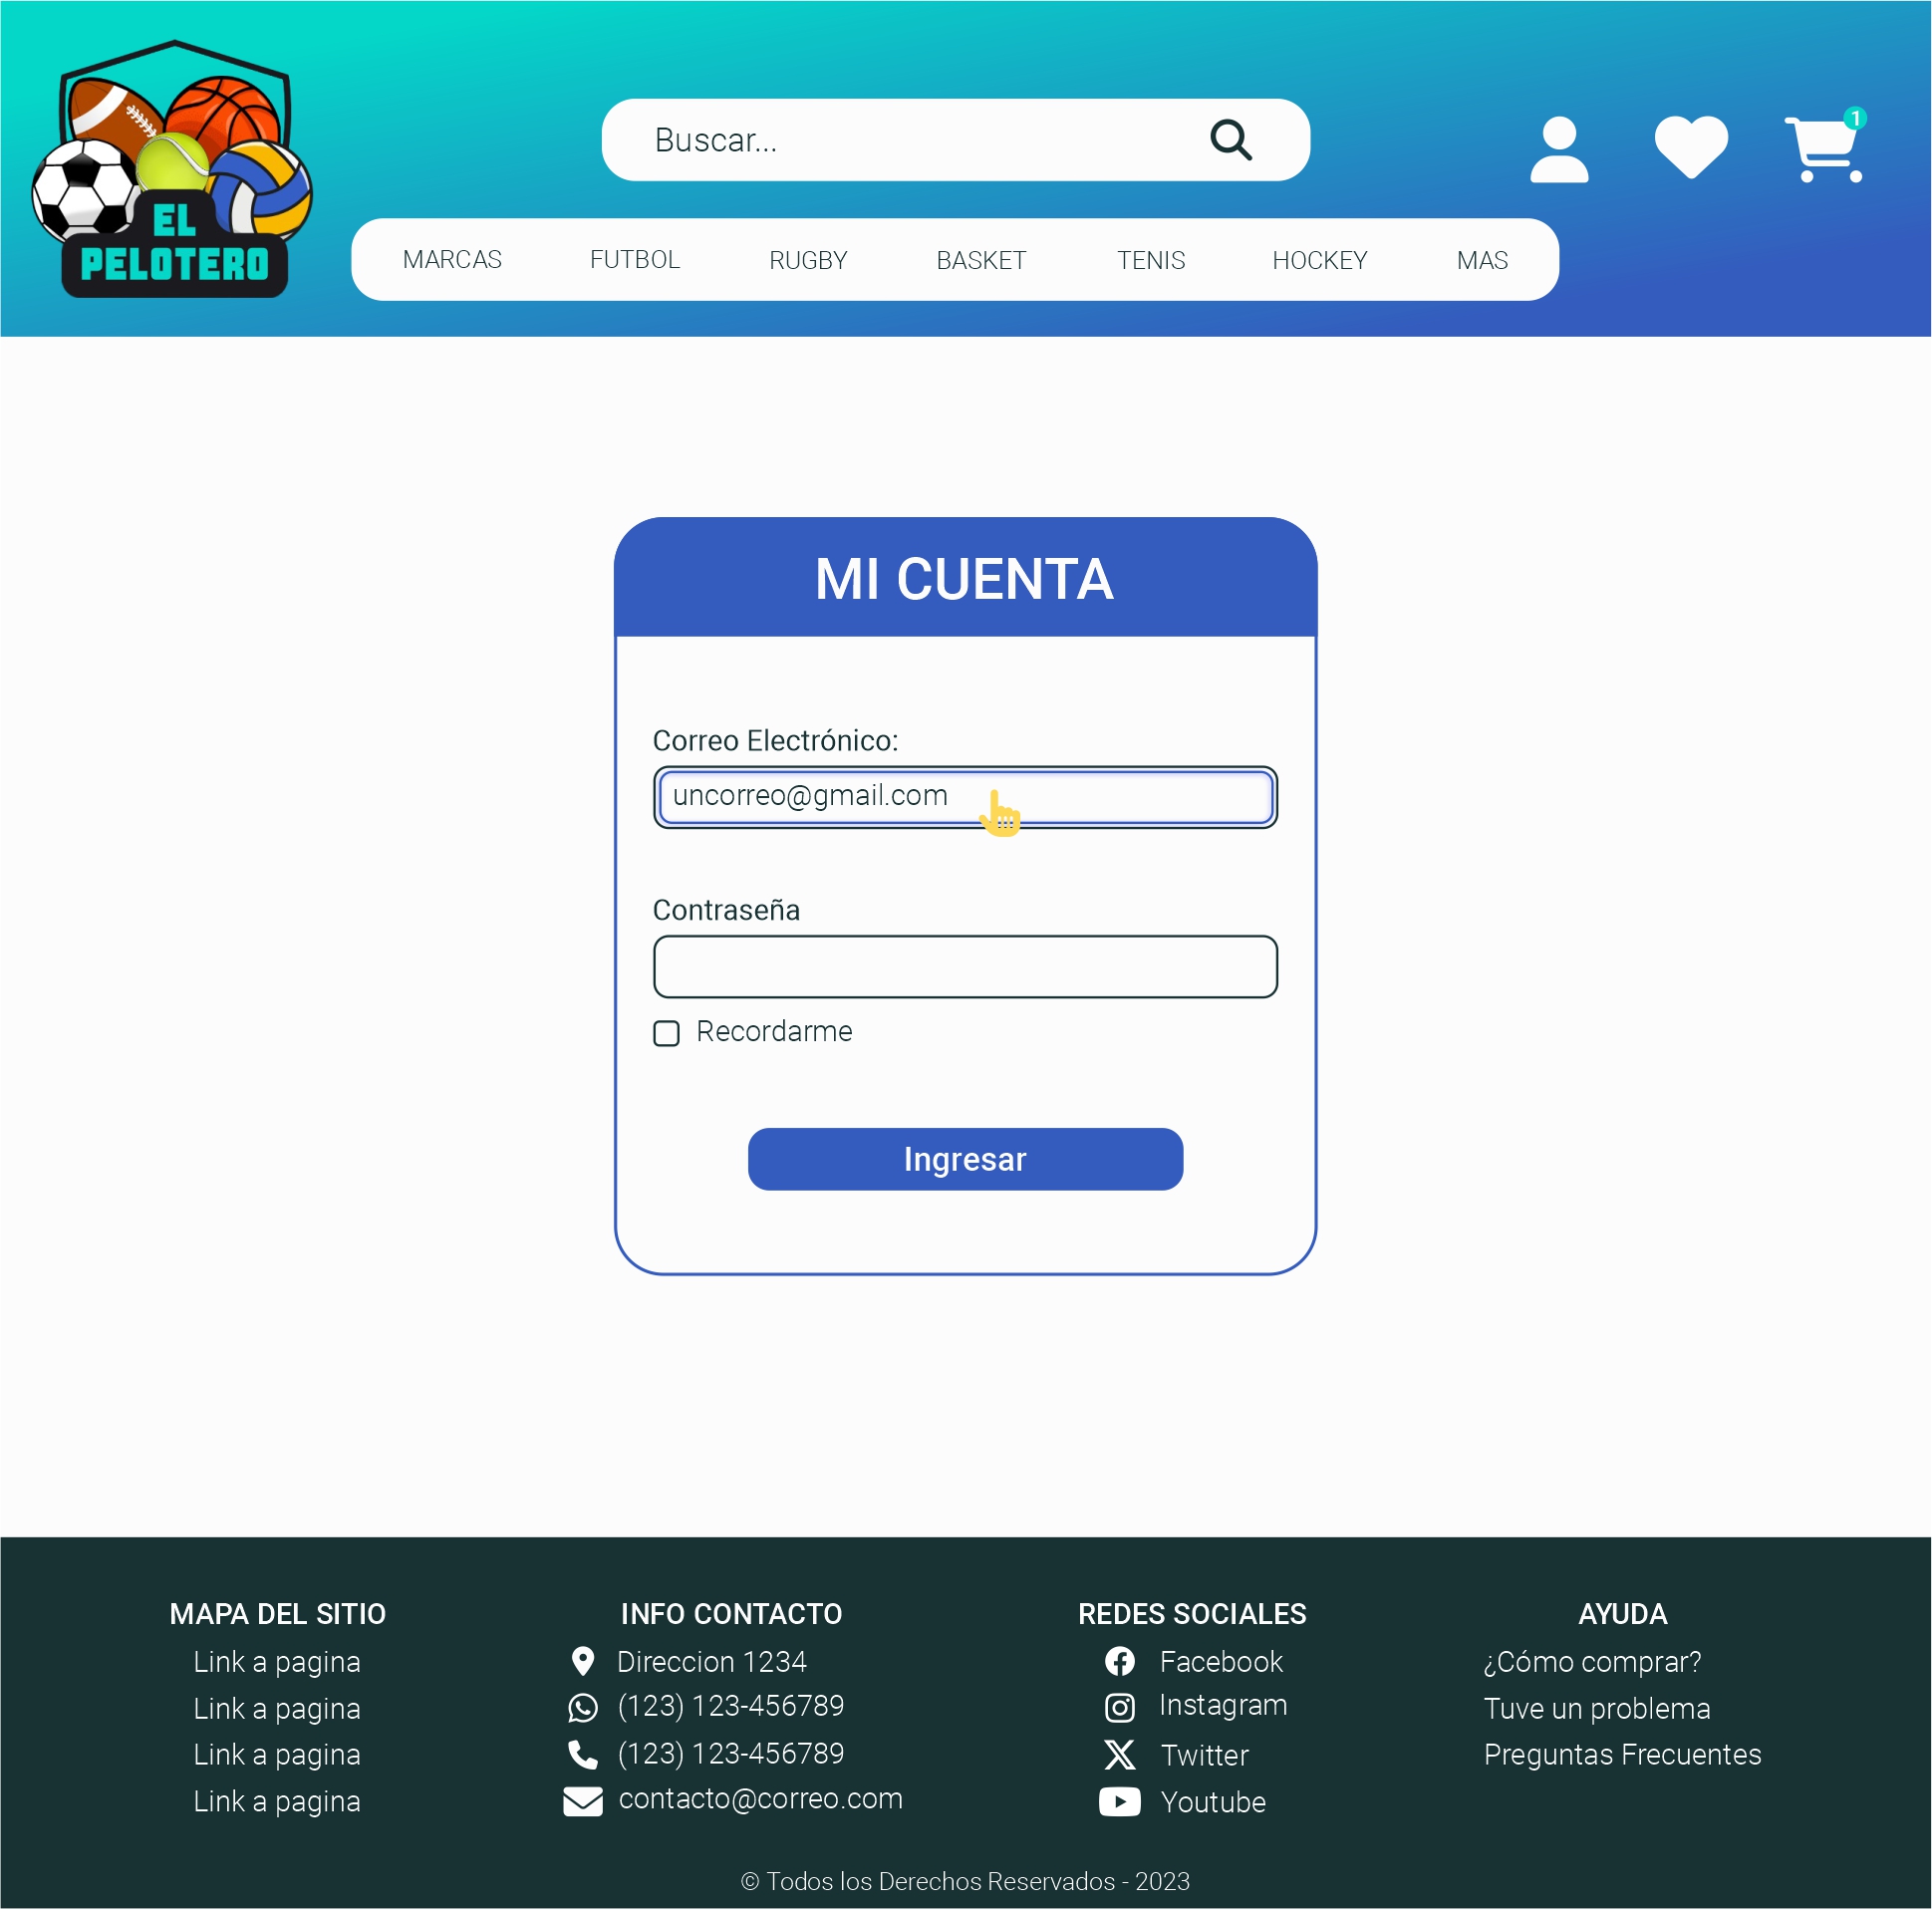 EL
PELOTERO
Buscar...
1
MARCAS FUTBOL RUGBY BASKET TENIS HOCKEY MAS
MI CUENTA
Correo Electrónico:
uncorreo@gmail.com
Contraseña
Recordarme
Ingresar
MAPA DEL SITIO
Link a pagina
Link a pagina
Link a pagina
Link a pagina
INFO CONTACTO
Direccion 1234
(123) 123-456789
(123) 123-456789
contacto@correo.com
REDES SOCIALES
Facebook
Instagram
Twitter
Youtube
AYUDA
¿Cómo comprar?
Tuve un problema
Preguntas Frecuentes
© Todos los Derechos Reservados - 2023